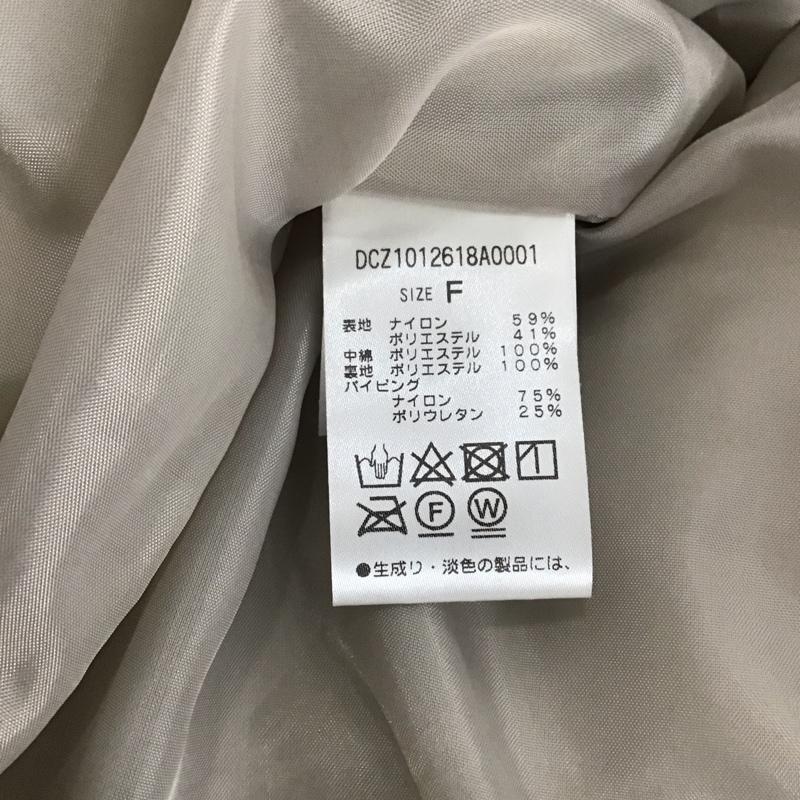 DCZ1012618A0001
SIZE F
表地 ナイロン 59%
ポリエステル 41%
中綿 ポリエステル 100%
裏地 ポリエステル 100%
パイピング
ナイロン 75%
ポリウレタン 25%
F W
●生成り・淡色の製品には、